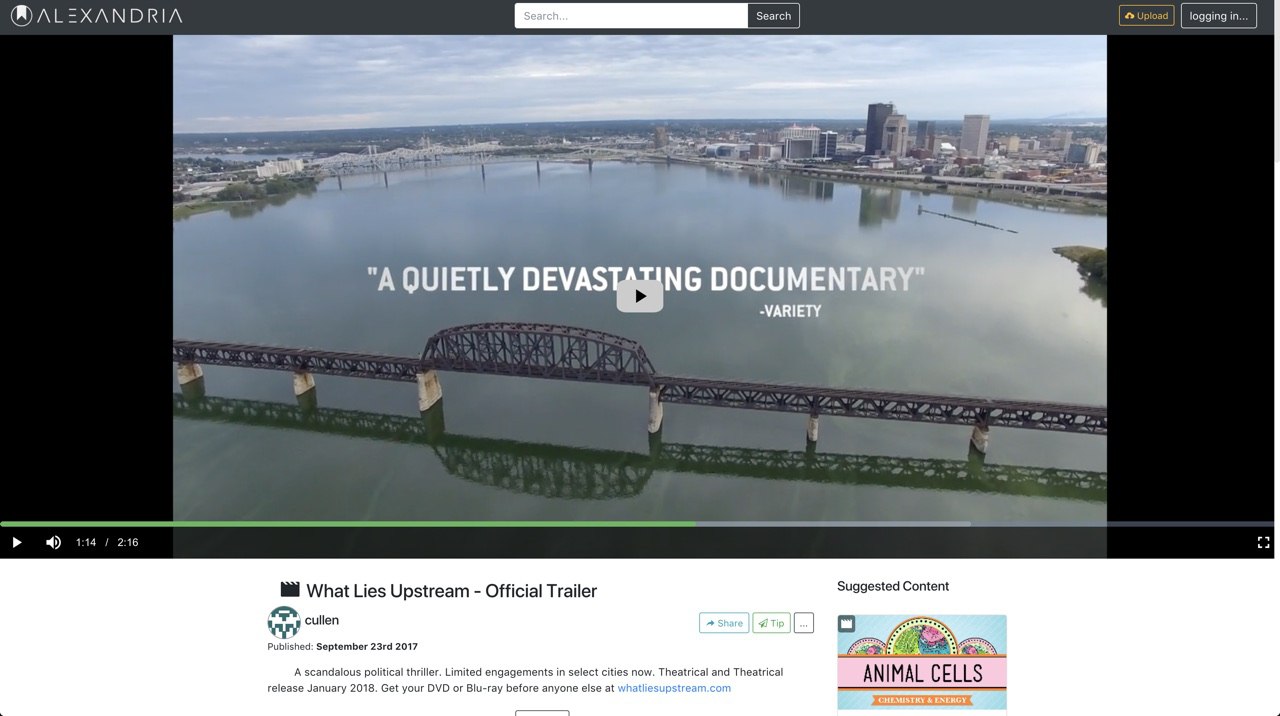 ALEXANDRIA
Search...
Search
Upload
logging in...
"A QUIETLY DEVASTATING DOCUMENTARY"
-VARIETY
1:14 / 2:16
What Lies Upstream - Official Trailer
cullen
Share
Tip
...
Published: September 23rd 2017
A scandalous political thriller. Limited engagements in select cities now. Theatrical and Theatrical
release January 2018. Get your DVD or Blu-ray before anyone else at whatliesupstream.com
Suggested Content
ANIMAL CELLS
CHEMISTRY & ENERGY